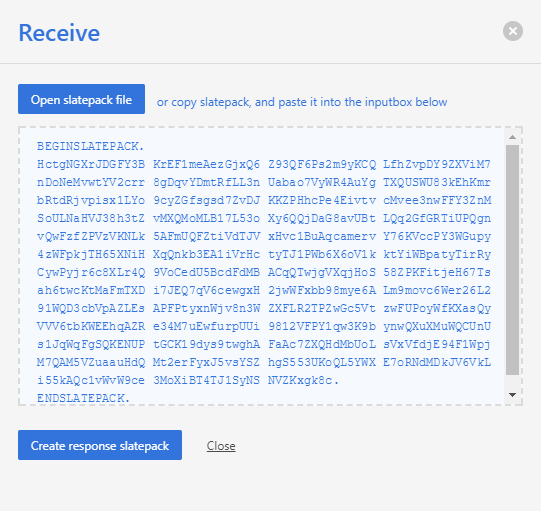 Receive
Open slatepack file
or copy slatepack, and paste it into the inputbox below
BEGINSLATEPACK.
HctgNGXrJDGFY3B KrEF1meAezGjxQ6 Z93QF6Ps2m9yKCQ LfhZvpDY9ZXViM7
nDoNeMvwtYV2crr 8gDqvYDmtRfLL3n Uabao7VyWR4AuYg TXQUSWU83kEhKmr
bRtdRjvpisx1LYo 9cyZGfsgsd7ZvDJ KKZPHhcPe4Eivtv cMvee3nwFFY3ZnM
SoULNaHVJ38h3tZ vMXQMoMLB17L53o Xy6QQjDaG8avUBt LQq2GfGRTiUPQgn
vQwFzfZPVzVKNLk 5AFmUQFZtiVdTJV xHvc1BuAqcamerv Y76KVccPY3WGupy
4zWFpkjTH65XNiH XqQnkb3EA1iVrHc tyTJ1PWb6X6oV1k ktYiWBpatyTirRy
CywPyjr6c8XLr4Q 9VoCedU5BcdFdMB ACqQTwjgVXqjHoS 58ZPKFitjeH67Ts
ah6twcKtMaFmTXD i7JEQ7qV6cewgxH 2jwWFxbb98mye6A Lm9movc6Wer26L2
91WQD3cbVpAZLEs APFPtyxnWjv8n3W ZXFLR2TPZwGc5Vt zwFUPoyWfKXasQy
VVV6tbKWEEhqAZR e34M7uEwfurpUUi 9812VFPY1qw3K9b ynwQXuXMuWQCUnU
s1JqWqFgSQKENUP tGCK19dys9twghA FaAc7ZXQHdMbUoL sVxVfdjE94F1Wpj
M7QAM5VZuaauHdQ Mt2erFyxJ5vsYSZ hgS553UKoQL5YWX E7oRNdMDkJV6VkL
i55kAQc1vWvW9ce 3MoXiBT4TJ1SyNS NVZKxgk8c.
ENDSLATEPACK.
Create response slatepack
Close